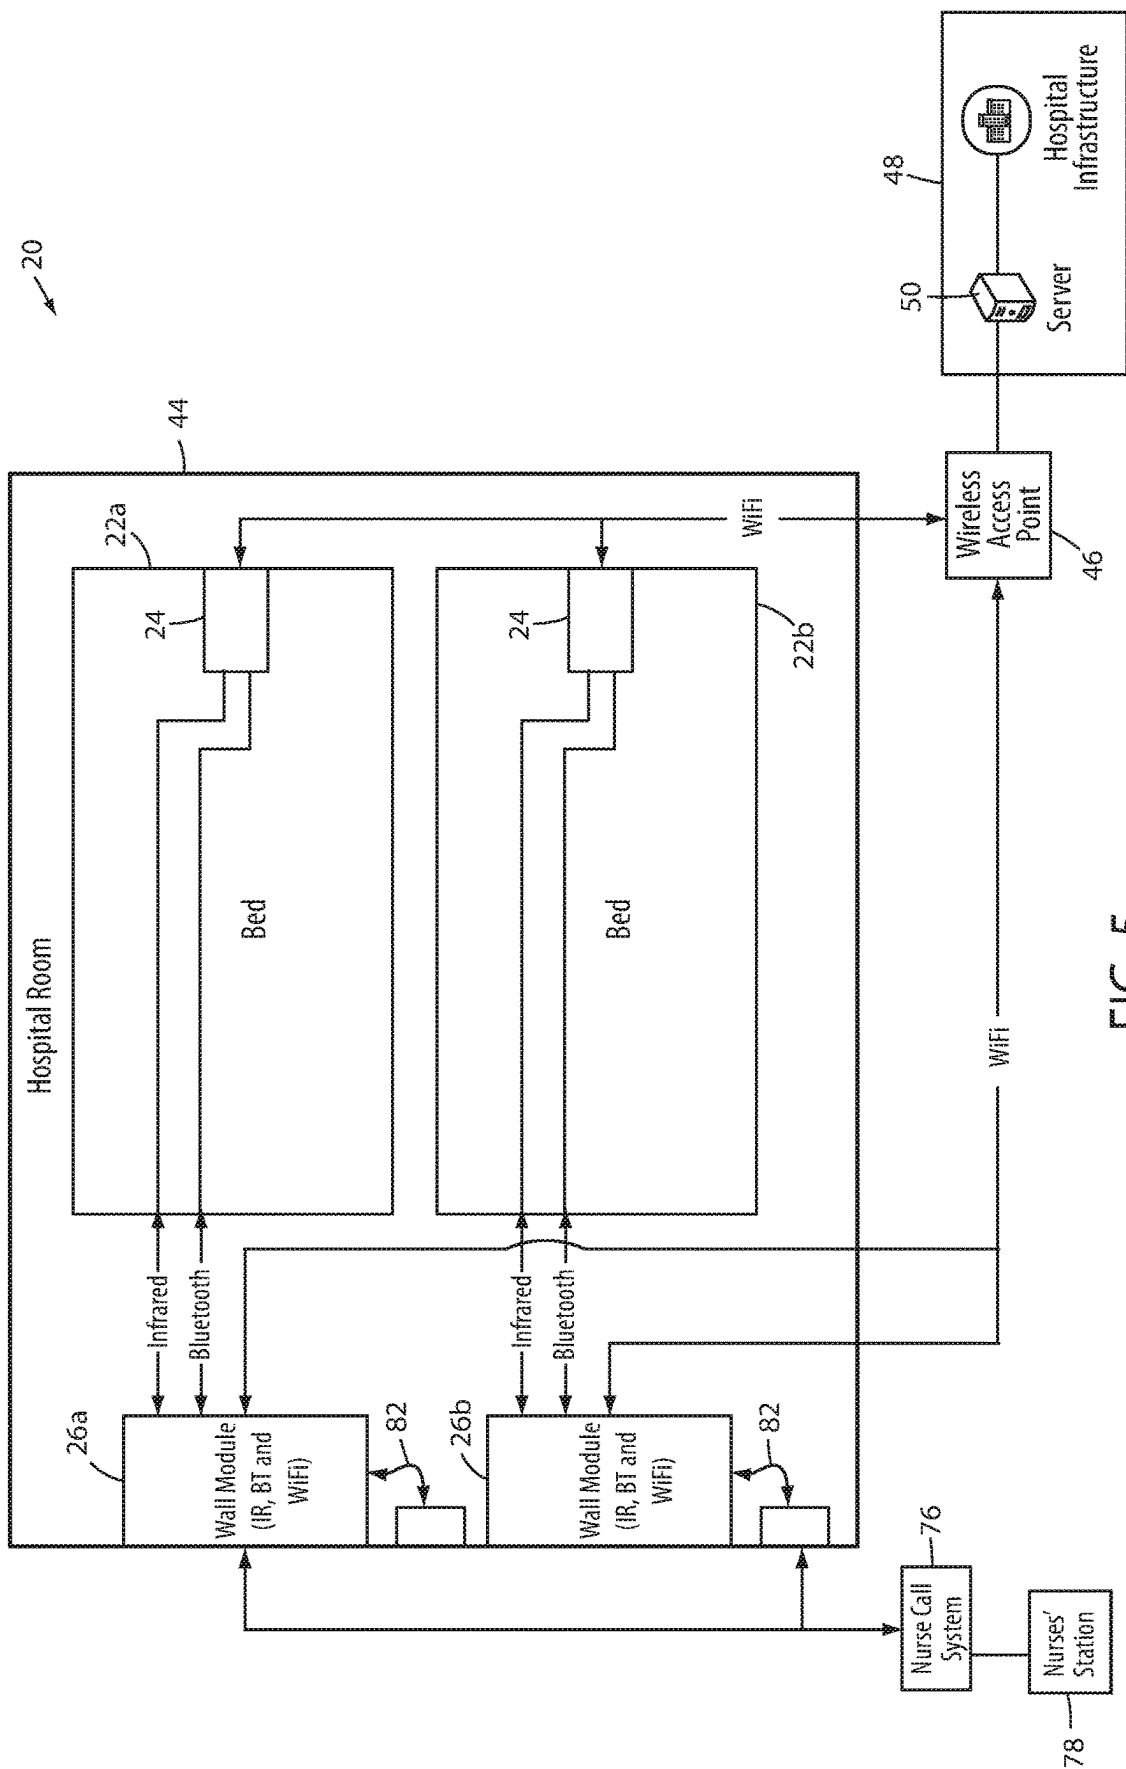 20
44
Hospital Room
22a
24
Bed
Infrared
Bluetooth
26a
Wall Module
(IR, BT and
WiFi)
82
24
22b
Bed
Infrared
Bluetooth
26b
Wall Module
(IR, BT and
WiFi)
82
WiFi
WiFi
76
Nurse Call
System
Nurses'
Station
78
Wireless
Access
Point
46
48
50
Server
Hospital
Infrastructure